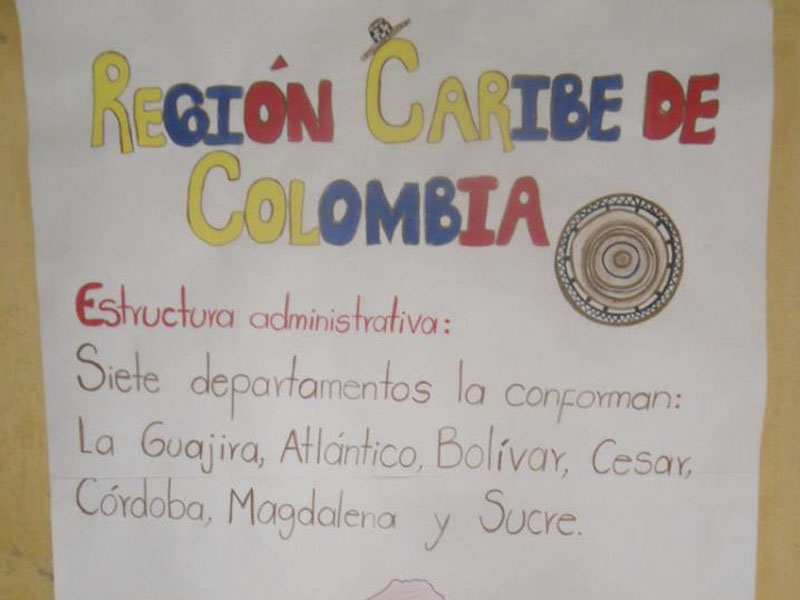 REGIÓN CARIBE DE
COLOMBIA
Estructura administrativa:
Siete departamentos la conforman:
La Guajira, Atlántico, Bolívar, Cesar,
Córdoba, Magdalena y Sucre.